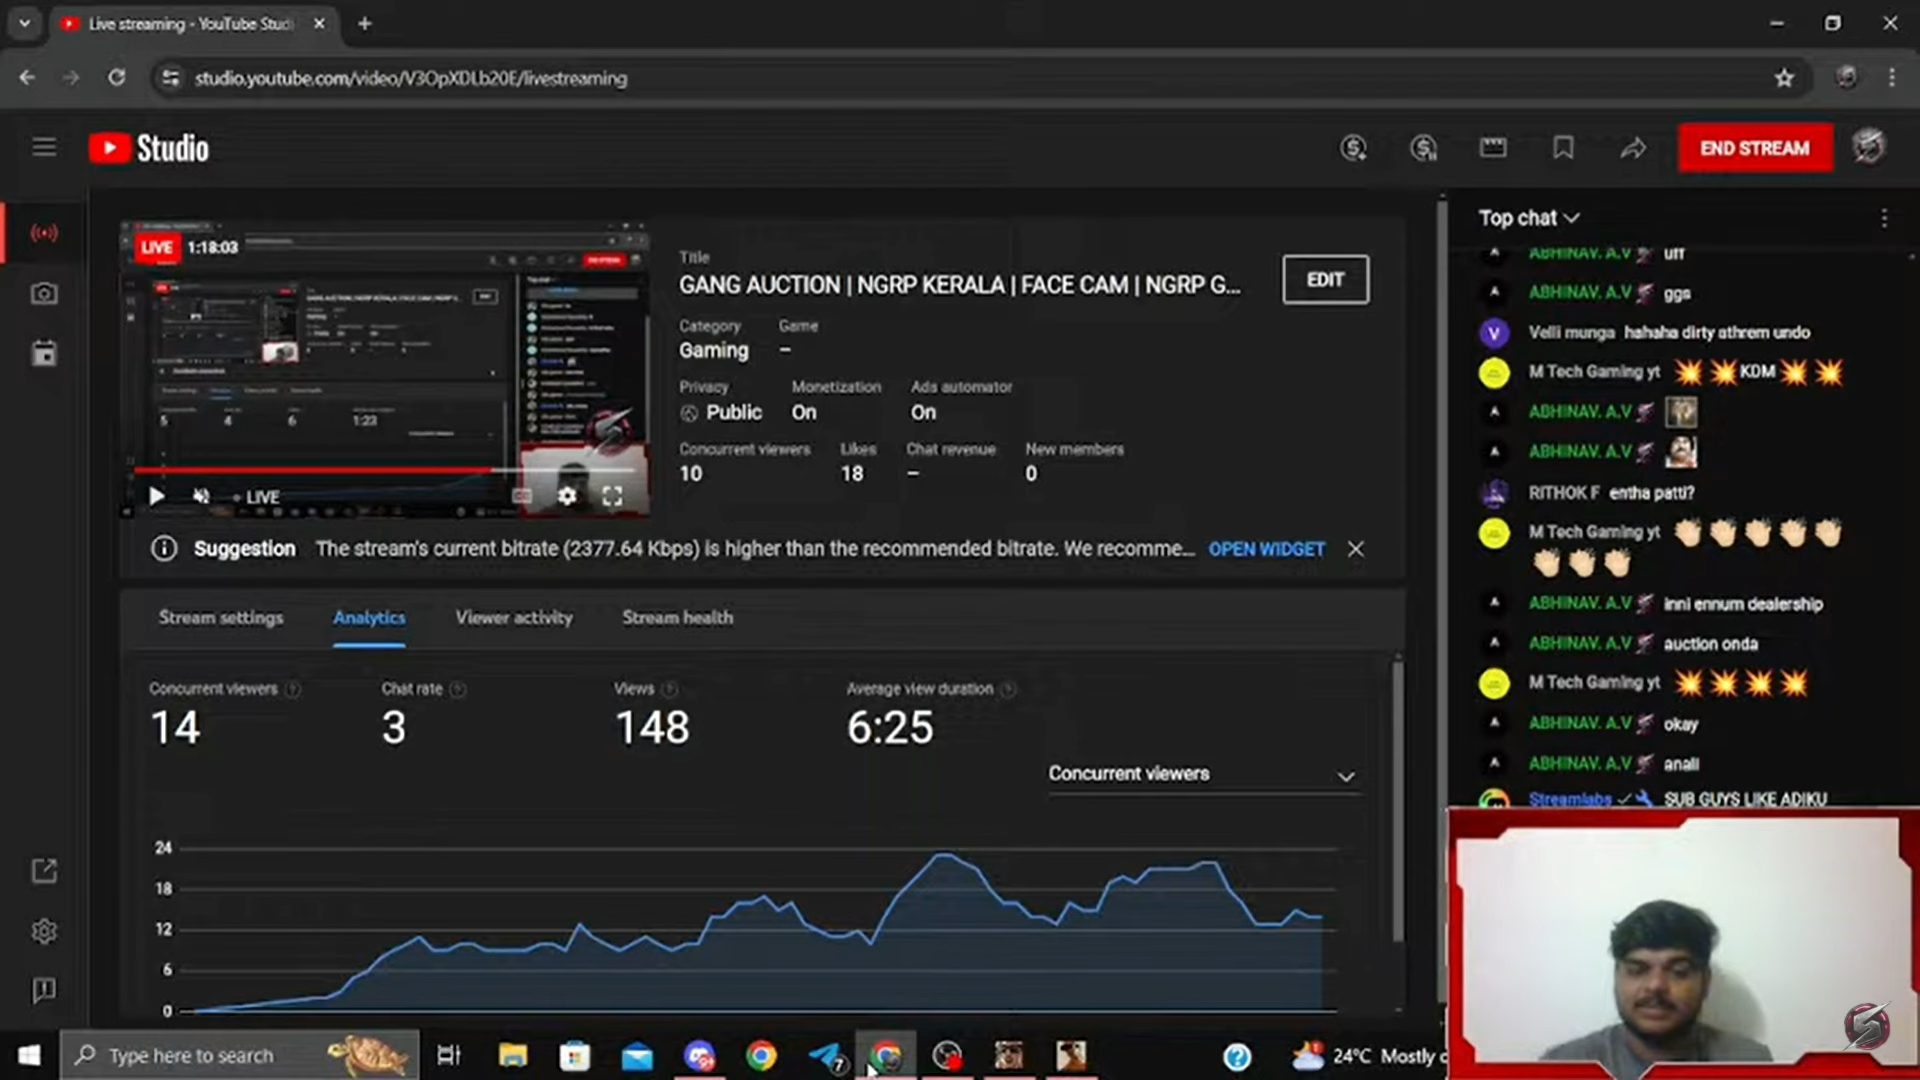 Live streaming - YouTube Studi
studio.youtube.com/video/V3OpXDLb20E/livestreaming
Studio
END STREAM
LIVE 1:18:03
LIVE
Title
GANG AUCTION | NGRP KERALA | FACE CAM | NGRP G...
EDIT
Category Game
Gaming –
Privacy Monetization Ads automator
Public On On
Concurrent viewers Likes Chat revenue New members
10 18 – 0
Suggestion The stream's current bitrate (2377.64 Kbps) is higher than the recommended bitrate. We recomme... OPEN WIDGET
Stream settings Analytics Viewer activity Stream health
Concurrent viewers Chat rate Views Average view duration
14 3 148 6:25
Concurrent viewers
24
18
12
6
0
Top chat
ABHINAV. A.V uff
ABHINAV. A.V ggs
Velli munga hahaha dirty athrem undo
M Tech Gaming yt 💥💥KDM💥💥
ABHINAV. A.V
ABHINAV. A.V
RITHOK F entha patti?
M Tech Gaming yt 👏🏻👏🏻👏🏻👏🏻👏🏻
👏🏻👏🏻👏🏻
ABHINAV. A.V inni ennum dealership
ABHINAV. A.V auction onda
M Tech Gaming yt 💥💥💥💥
ABHINAV. A.V okay
ABHINAV. A.V anall
Streamlabs SUB GUYS LIKE ADIKU
Type here to search
7
24°C Mostly c